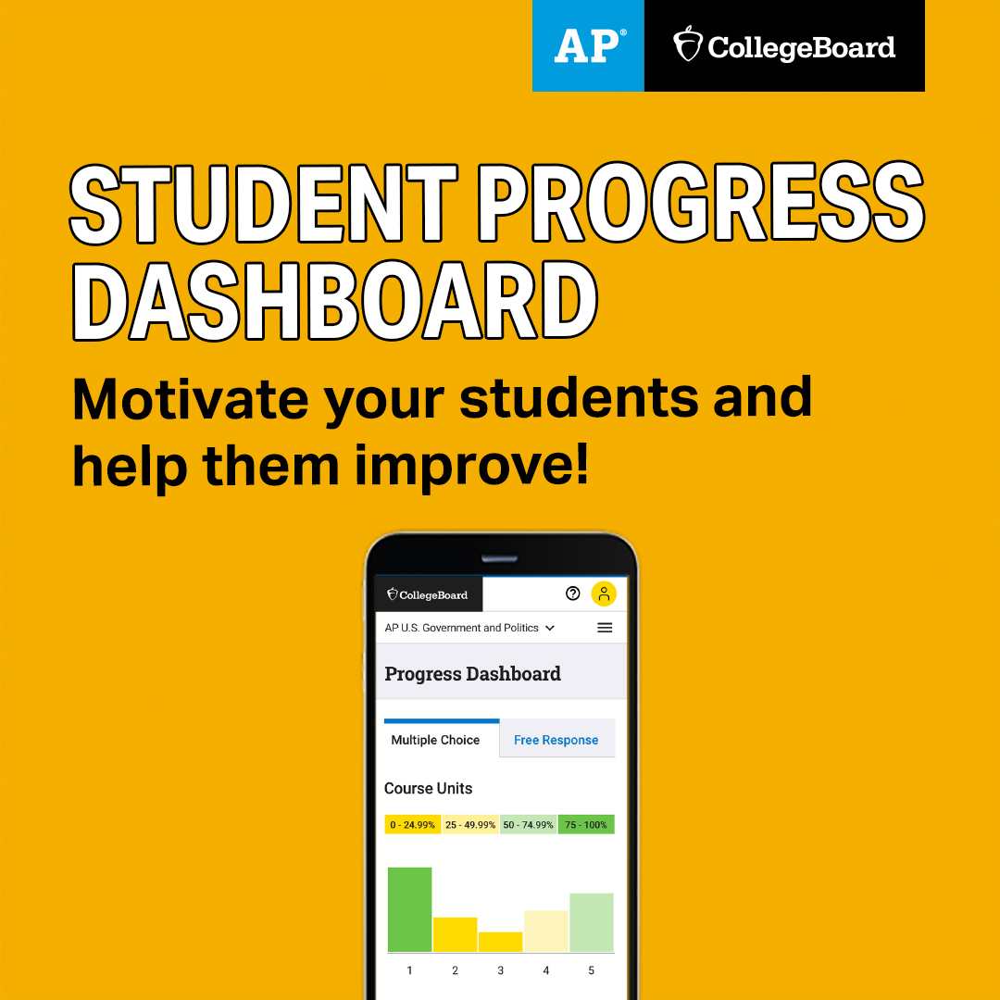 AP® CollegeBoard
STUDENT PROGRESS
DASHBOARD
Motivate your students and
help them improve!
CollegeBoard
AP U.S. Government and Politics
Progress Dashboard
Multiple Choice Free Response
Course Units
0 - 24.99% 25 - 49.99% 50 - 74.99% 75 - 100%
1 2 3 4 5